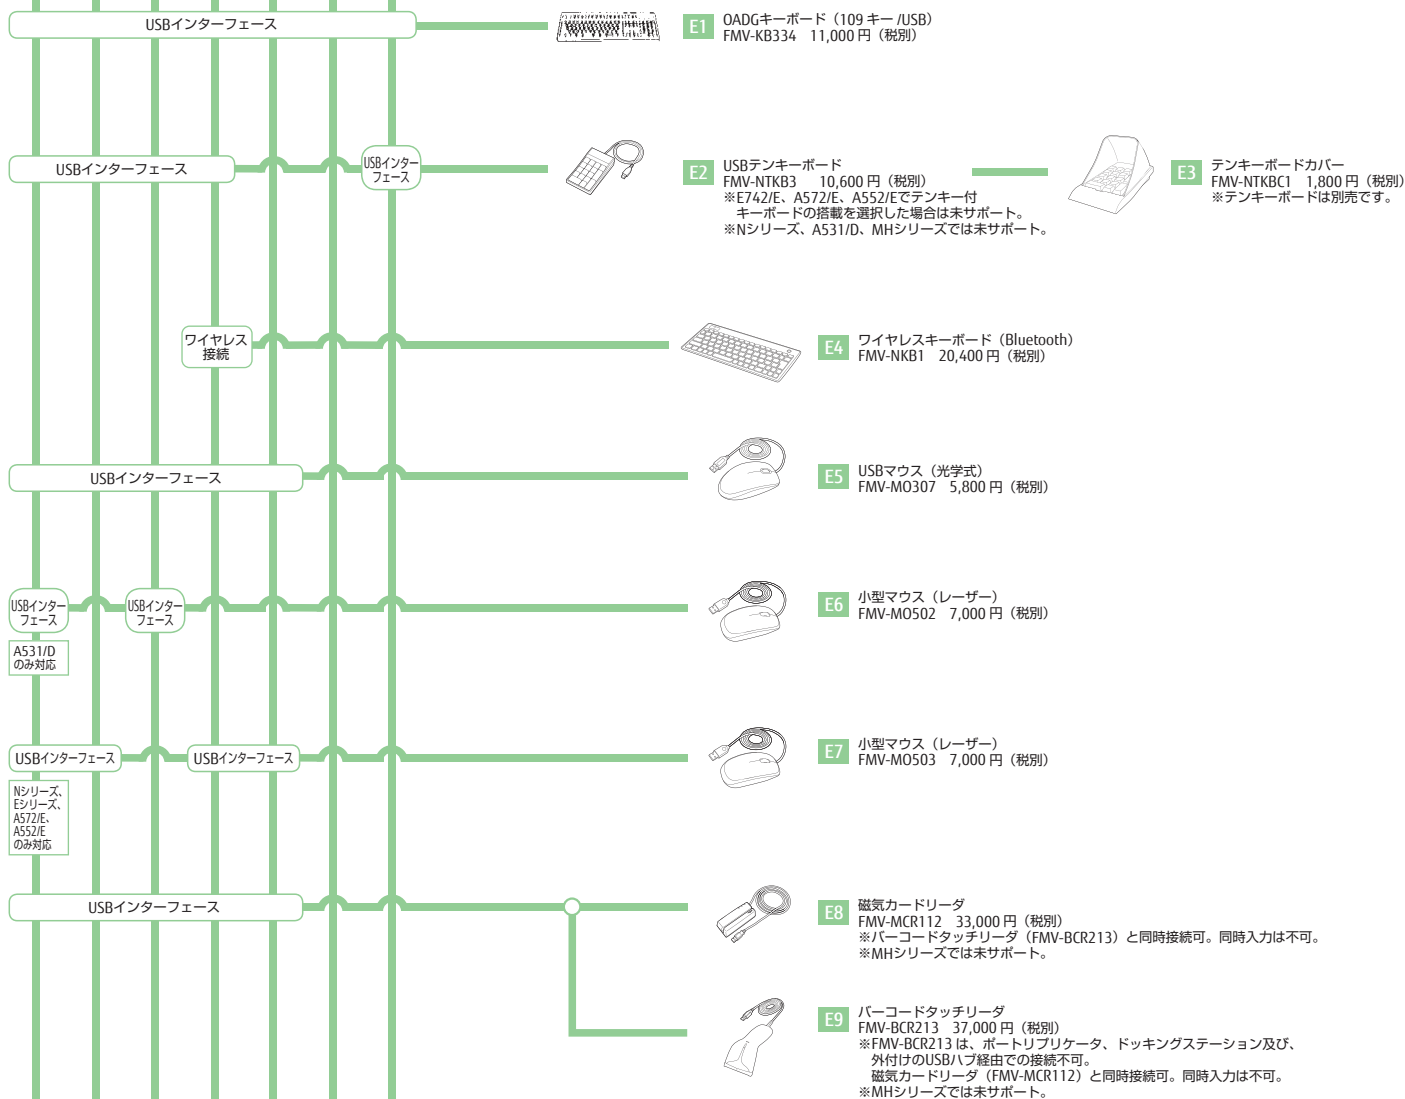 USBインターフェース
E1
OADGキーボード（109 キー /USB）
FMV-KB334 11,000 円（税別）
USBインターフェース
USBインター
フェース
E2
USBテンキーボード
FMV-NTKB3 10,600 円（税別）
※E742/E、A572/E、A552/Eでテンキー付
キーボードの搭載を選択した場合は未サポート。
※Nシリーズ、A531/D、MHシリーズでは未サポート。
E3
テンキーボードカバー
FMV-NTKBC1 1,800 円（税別）
※テンキーボードは別売です。
ワイヤレス
接続
E4
ワイヤレスキーボード（Bluetooth）
FMV-NKB1 20,400 円（税別）
USBインターフェース
E5
USBマウス（光学式）
FMV-MO307 5,800 円（税別）
USBインター
フェース
USBインター
フェース
A531/D
のみ対応
E6
小型マウス（レーザー）
FMV-MO502 7,000 円（税別）
USBインターフェース
USBインターフェース
Nシリーズ、
Eシリーズ、
A572/E、
A552/E
のみ対応
E7
小型マウス（レーザー）
FMV-MO503 7,000 円（税別）
USBインターフェース
E8
磁気カードリーダ
FMV-MCR112 33,000 円（税別）
※バーコードタッチリーダ（FMV-BCR213）と同時接続可。同時入力は不可。
※MHシリーズでは未サポート。
E9
バーコードタッチリーダ
FMV-BCR213 37,000 円（税別）
※FMV-BCR213 は、ポートリプリケータ、ドッキングステーション及び、
外付けのUSBハブ経由での接続不可。
磁気カードリーダ（FMV-MCR112）と同時接続可。同時入力は不可。
※MHシリーズでは未サポート。